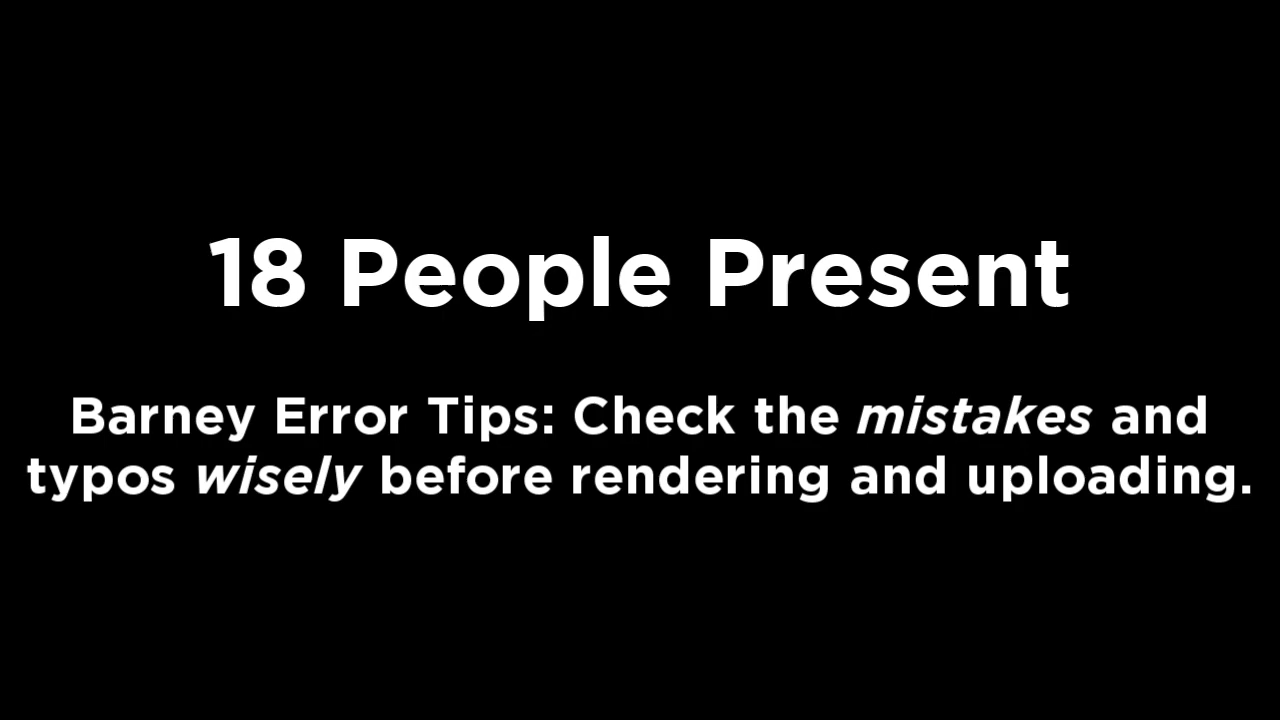 18 People Present
Barney Error Tips: Check the mistakes and
typos wisely before rendering and uploading.